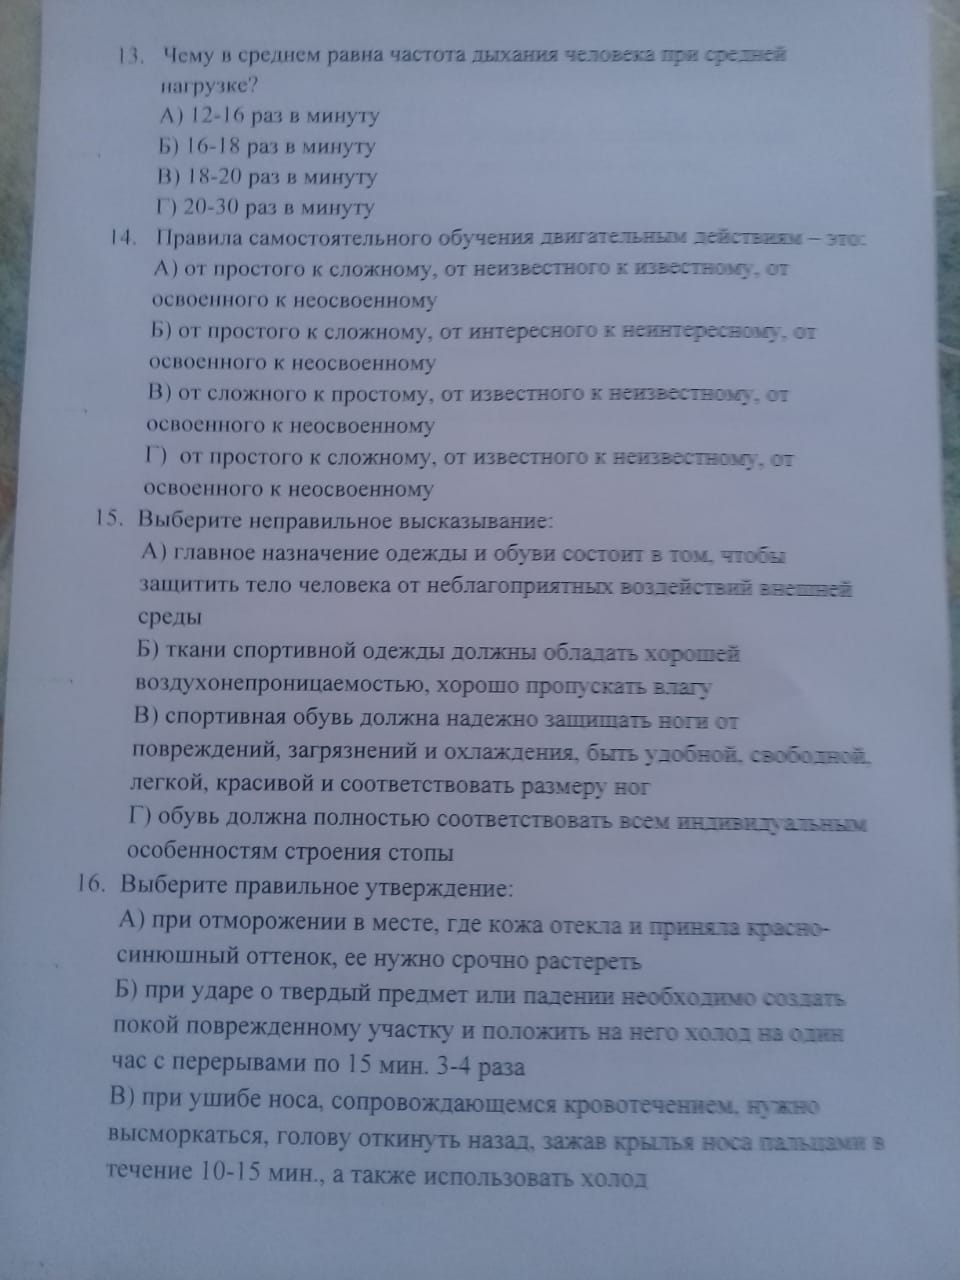 13. Чему в среднем равна частота дыхания человека при средней
нагрузке?
А) 12-16 раз в минуту
Б) 16-18 раз в минуту
В) 18-20 раз в минуту
Г) 20-30 раз в минуту
14. Правила самостоятельного обучения двигательным действиям – это:
А) от простого к сложному, от неизвестного к известному, от
освоенного к неосвоенному
Б) от простого к сложному, от интересного к неинтересному, от
освоенного к неосвоенному
В) от сложного к простому, от известного к неизвестному, от
освоенного к неосвоенному
Г) от простого к сложному, от известного к неизвестному, от
освоенного к неосвоенному
15. Выберите неправильное высказывание:
А) главное назначение одежды и обуви состоит в том, чтобы
защитить тело человека от неблагоприятных воздействий внешней
среды
Б) ткани спортивной одежды должны обладать хорошей
воздухонепроницаемостью, хорошо пропускать влагу
В) спортивная обувь должна надежно защищать ноги от
повреждений, загрязнений и охлаждения, быть удобной, свободной,
легкой, красивой и соответствовать размеру ног
Г) обувь должна полностью соответствовать всем индивидуальным
особенностям строения стопы
16. Выберите правильное утверждение:
А) при отморожении в месте, где кожа отекла и приняла красно-
синюшный оттенок, ее нужно срочно растереть
Б) при ударе о твердый предмет или падении необходимо создать
покой поврежденному участку и положить на него холод на один
час с перерывами по 15 мин. 3-4 раза
В) при ушибе носа, сопровождающемся кровотечением, нужно
высморкаться, голову откинуть назад, зажав крылья носа пальцами в
течение 10-15 мин., а также использовать холод